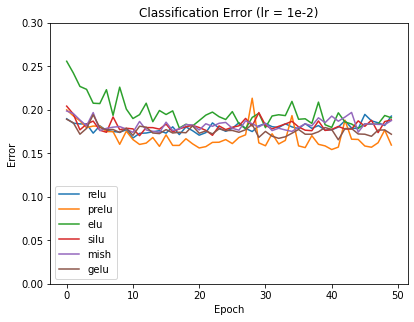 Classification Error (lr = 1e-2)
0.30
0.25
0.20
0.15
0.10
0.05
0.00
Error
relu
prelu
elu
silu
mish
gelu
0 10 20 30 40 50
Epoch